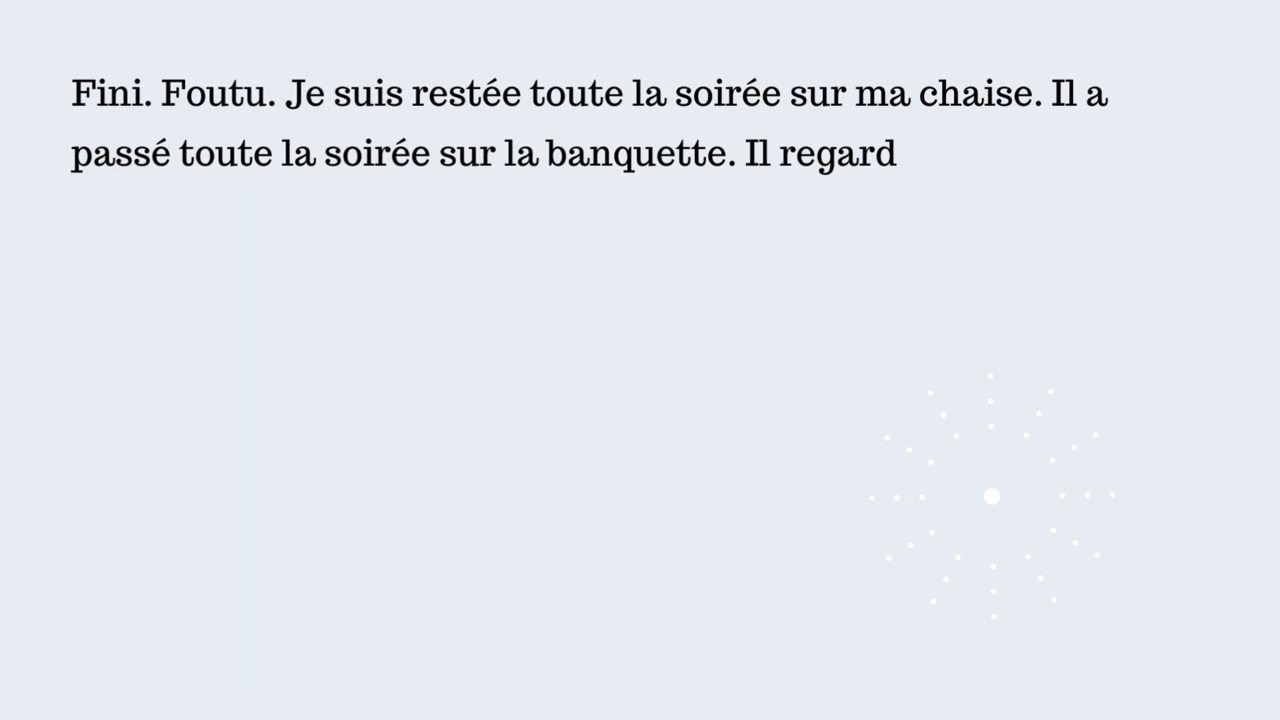 Fini. Foutu. Je suis restée toute la soirée sur ma chaise. Il a
passé toute la soirée sur la banquette. Il regard